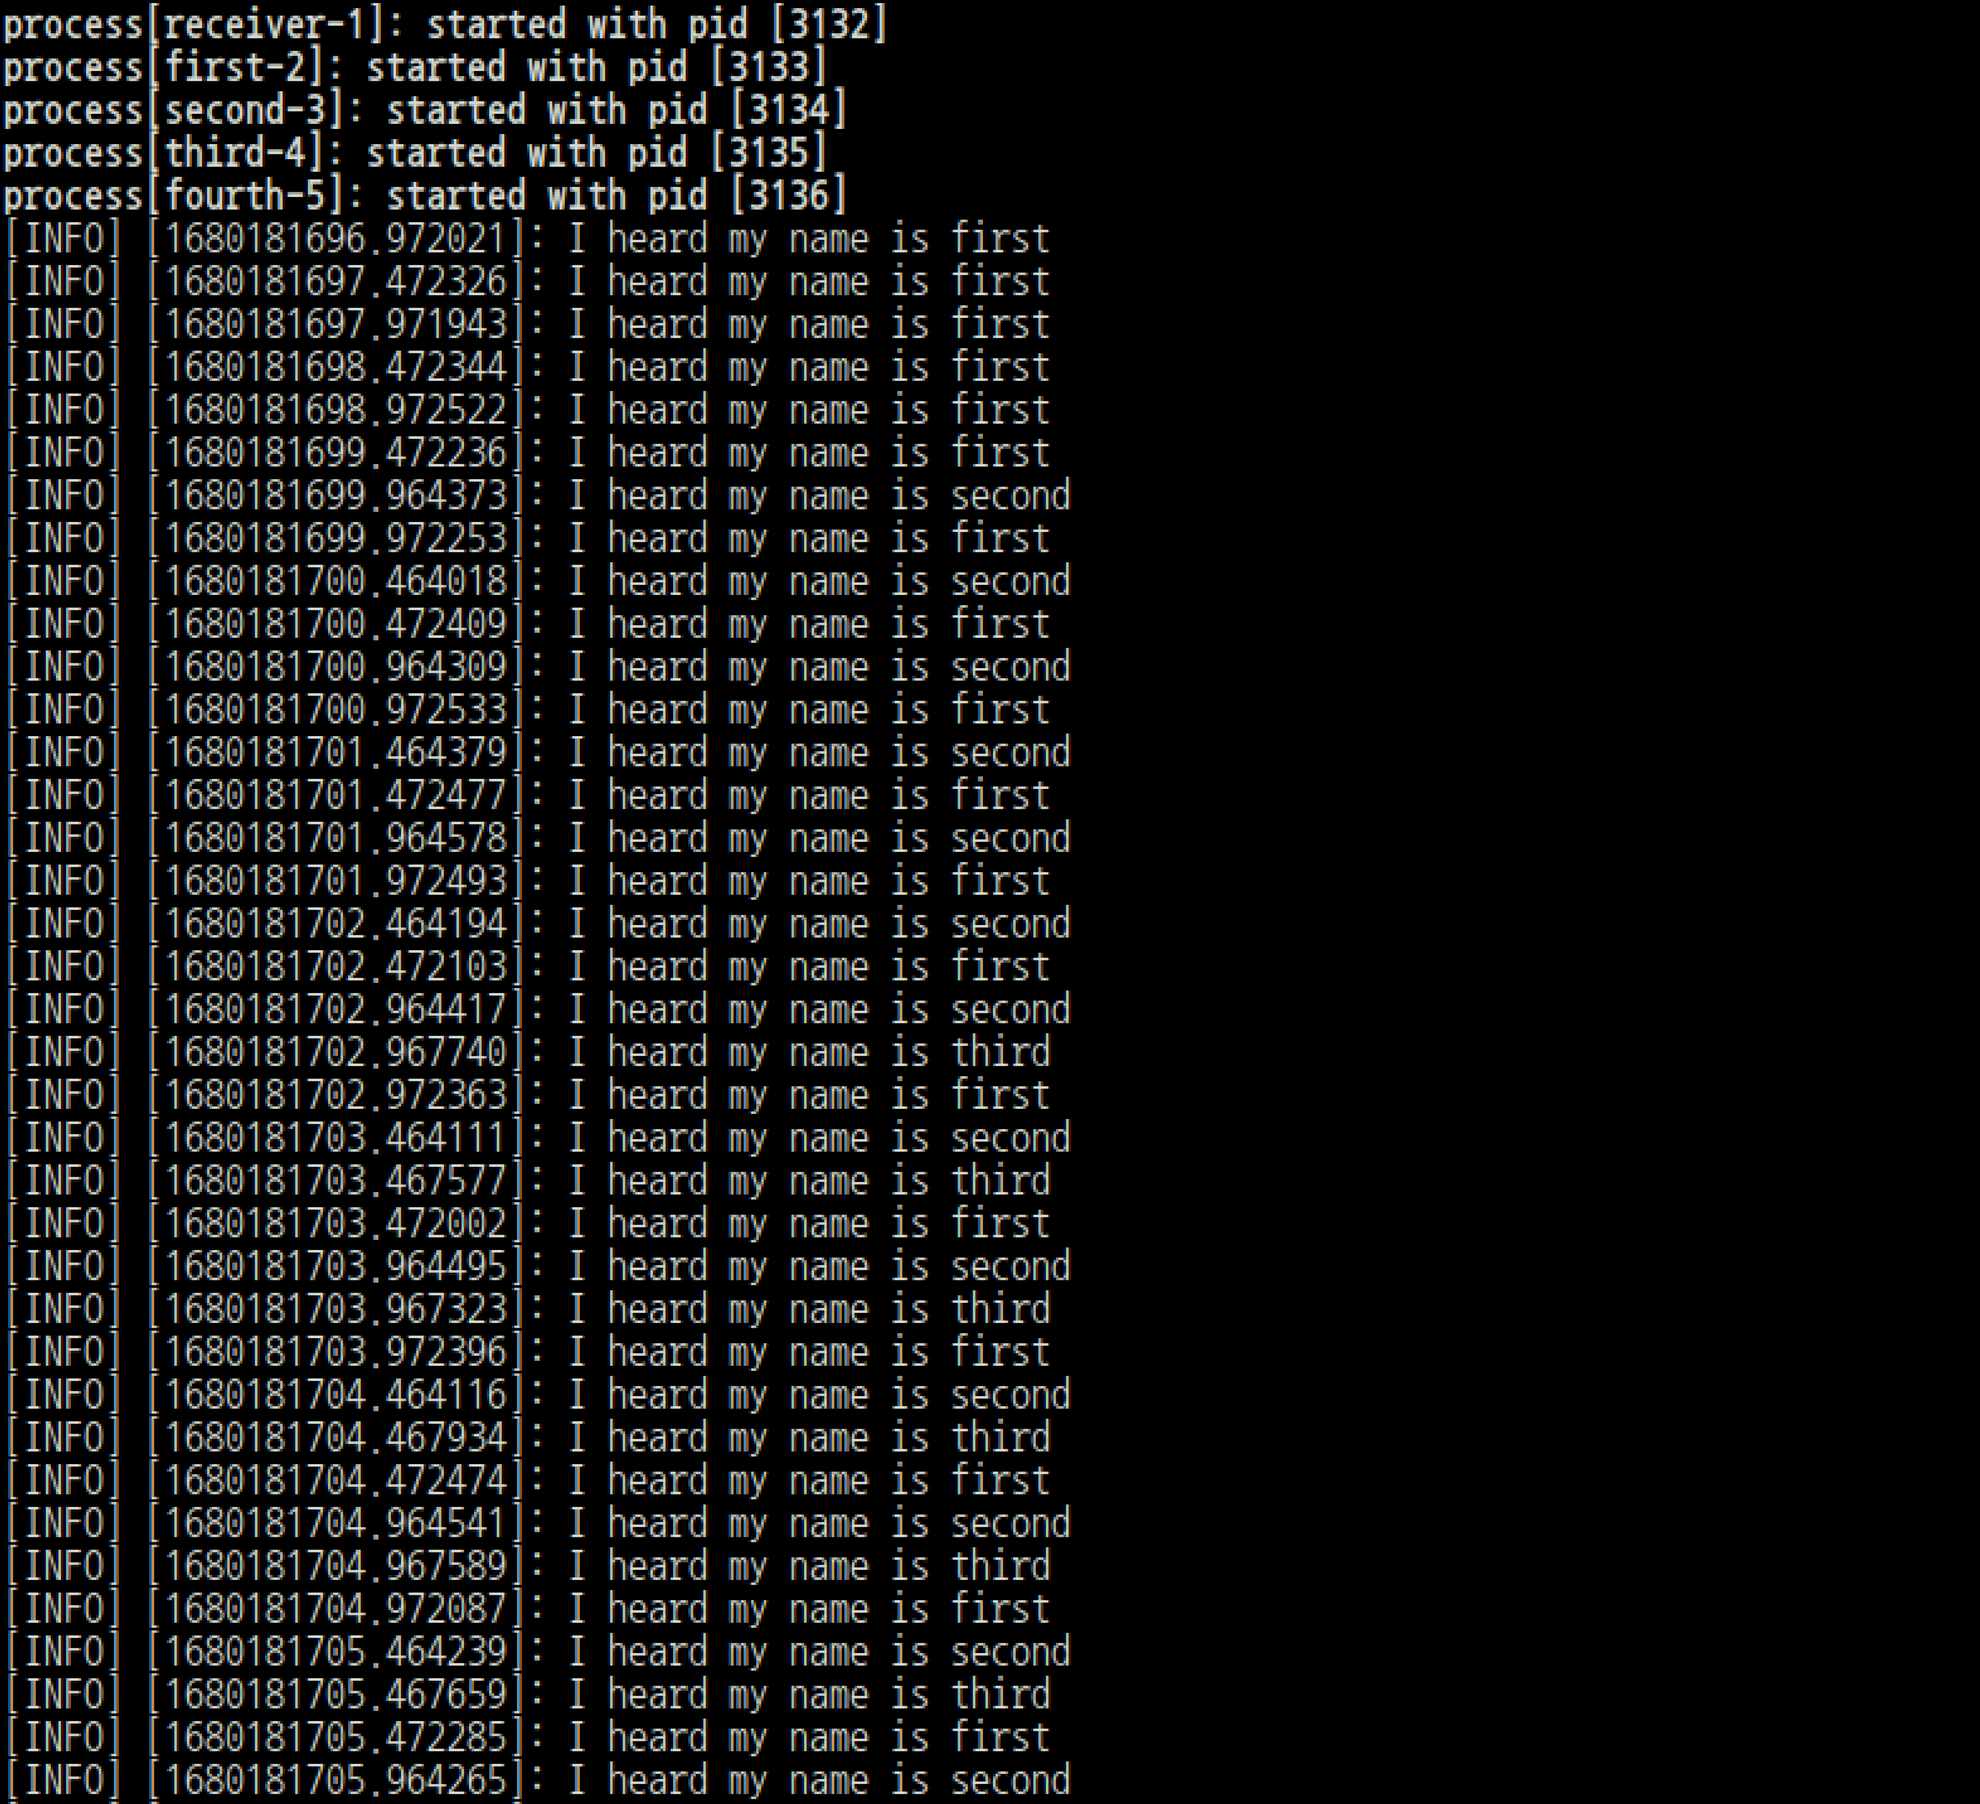 process[receiver-1]: started with pid [3132]
process[first-2]: started with pid [3133]
process[second-3]: started with pid [3134]
process[third-4]: started with pid [3135]
process[fourth-5]: started with pid [3136]
[INFO] [1680181696.972021]: I heard my name is first
[INFO] [1680181697.472326]: I heard my name is first
[INFO] [1680181697.971943]: I heard my name is first
[INFO] [1680181698.472344]: I heard my name is first
[INFO] [1680181698.972522]: I heard my name is first
[INFO] [1680181699.472236]: I heard my name is first
[INFO] [1680181699.964373]: I heard my name is second
[INFO] [1680181699.972253]: I heard my name is first
[INFO] [1680181700.464018]: I heard my name is second
[INFO] [1680181700.472409]: I heard my name is first
[INFO] [1680181700.964309]: I heard my name is second
[INFO] [1680181700.972533]: I heard my name is first
[INFO] [1680181701.464379]: I heard my name is second
[INFO] [1680181701.472477]: I heard my name is first
[INFO] [1680181701.964578]: I heard my name is second
[INFO] [1680181701.972493]: I heard my name is first
[INFO] [1680181702.464194]: I heard my name is second
[INFO] [1680181702.472103]: I heard my name is first
[INFO] [1680181702.964417]: I heard my name is second
[INFO] [1680181702.967740]: I heard my name is third
[INFO] [1680181702.972363]: I heard my name is first
[INFO] [1680181703.464111]: I heard my name is second
[INFO] [1680181703.467577]: I heard my name is third
[INFO] [1680181703.472002]: I heard my name is first
[INFO] [1680181703.964495]: I heard my name is second
[INFO] [1680181703.967323]: I heard my name is third
[INFO] [1680181703.972396]: I heard my name is first
[INFO] [1680181704.464116]: I heard my name is second
[INFO] [1680181704.467934]: I heard my name is third
[INFO] [1680181704.472474]: I heard my name is first
[INFO] [1680181704.964541]: I heard my name is second
[INFO] [1680181704.967589]: I heard my name is third
[INFO] [1680181704.972087]: I heard my name is first
[INFO] [1680181705.464239]: I heard my name is second
[INFO] [1680181705.467659]: I heard my name is third
[INFO] [1680181705.472285]: I heard my name is first
[INFO] [1680181705.964265]: I heard my name is second